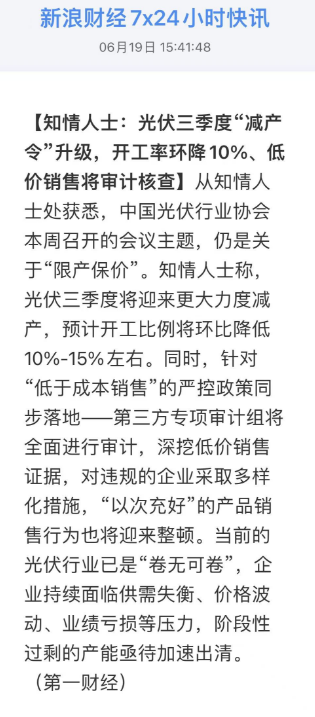 新浪财经7x24小时快讯
06月19日 15:41:48
【知情人士：光伏三季度“减产
令”升级，开工率环降10%、低
价销售将审计核查】从知情人
士处获悉，中国光伏行业协会
本周召开的会议主题，仍是关
于“限产保价”。知情人士称，
光伏三季度将迎来更大力度减
产，预计开工比例将环比降低
10%-15%左右。同时，针对
“低于成本销售”的严控政策同
步落地——第三方专项审计组将
全面进行审计，深挖低价销售
证据，对违规的企业采取多样
化措施，“以次充好”的产品销
售行为也将迎来整顿。当前的
光伏行业已是“卷无可卷”，企
业持续面临供需失衡、价格波
动、业绩亏损等压力，阶段性
过剩的产能亟待加速出清。
（第一财经）